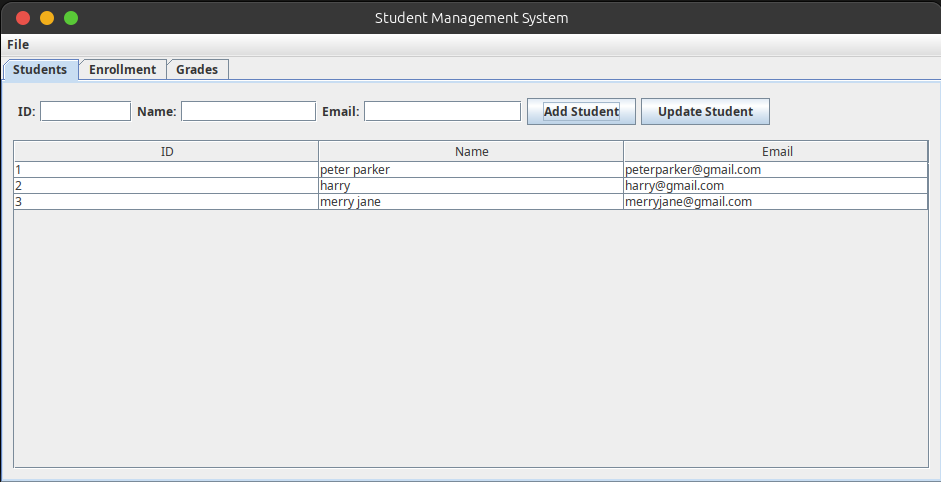 Student Management System
File
Students Enrollment Grades
ID: Name: Email: Add Student Update Student
ID Name Email
1 peter parker peterparker@gmail.com
2 harry harry@gmail.com
3 merry jane merryjane@gmail.com